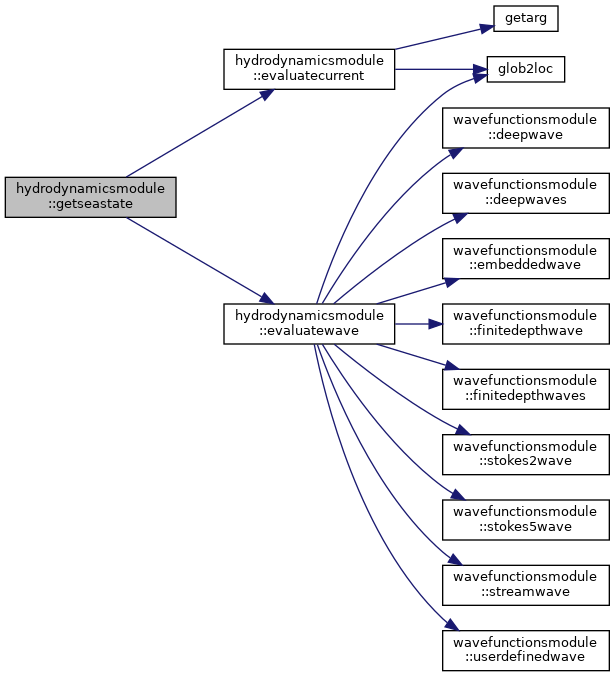 getarg
hydrodynamicsmodule
::evaluatecurrent
glob2loc
wavefunctionsmodule
::deepwave
hydrodynamicsmodule
::getseastate
wavefunctionsmodule
::deepwaves
wavefunctionsmodule
::embeddedwave
hydrodynamicsmodule
::evaluatewave
wavefunctionsmodule
::finitedepthwave
wavefunctionsmodule
::finitedepthwaves
wavefunctionsmodule
::stokes2wave
wavefunctionsmodule
::stokes5wave
wavefunctionsmodule
::streamwave
wavefunctionsmodule
::userdefinedwave